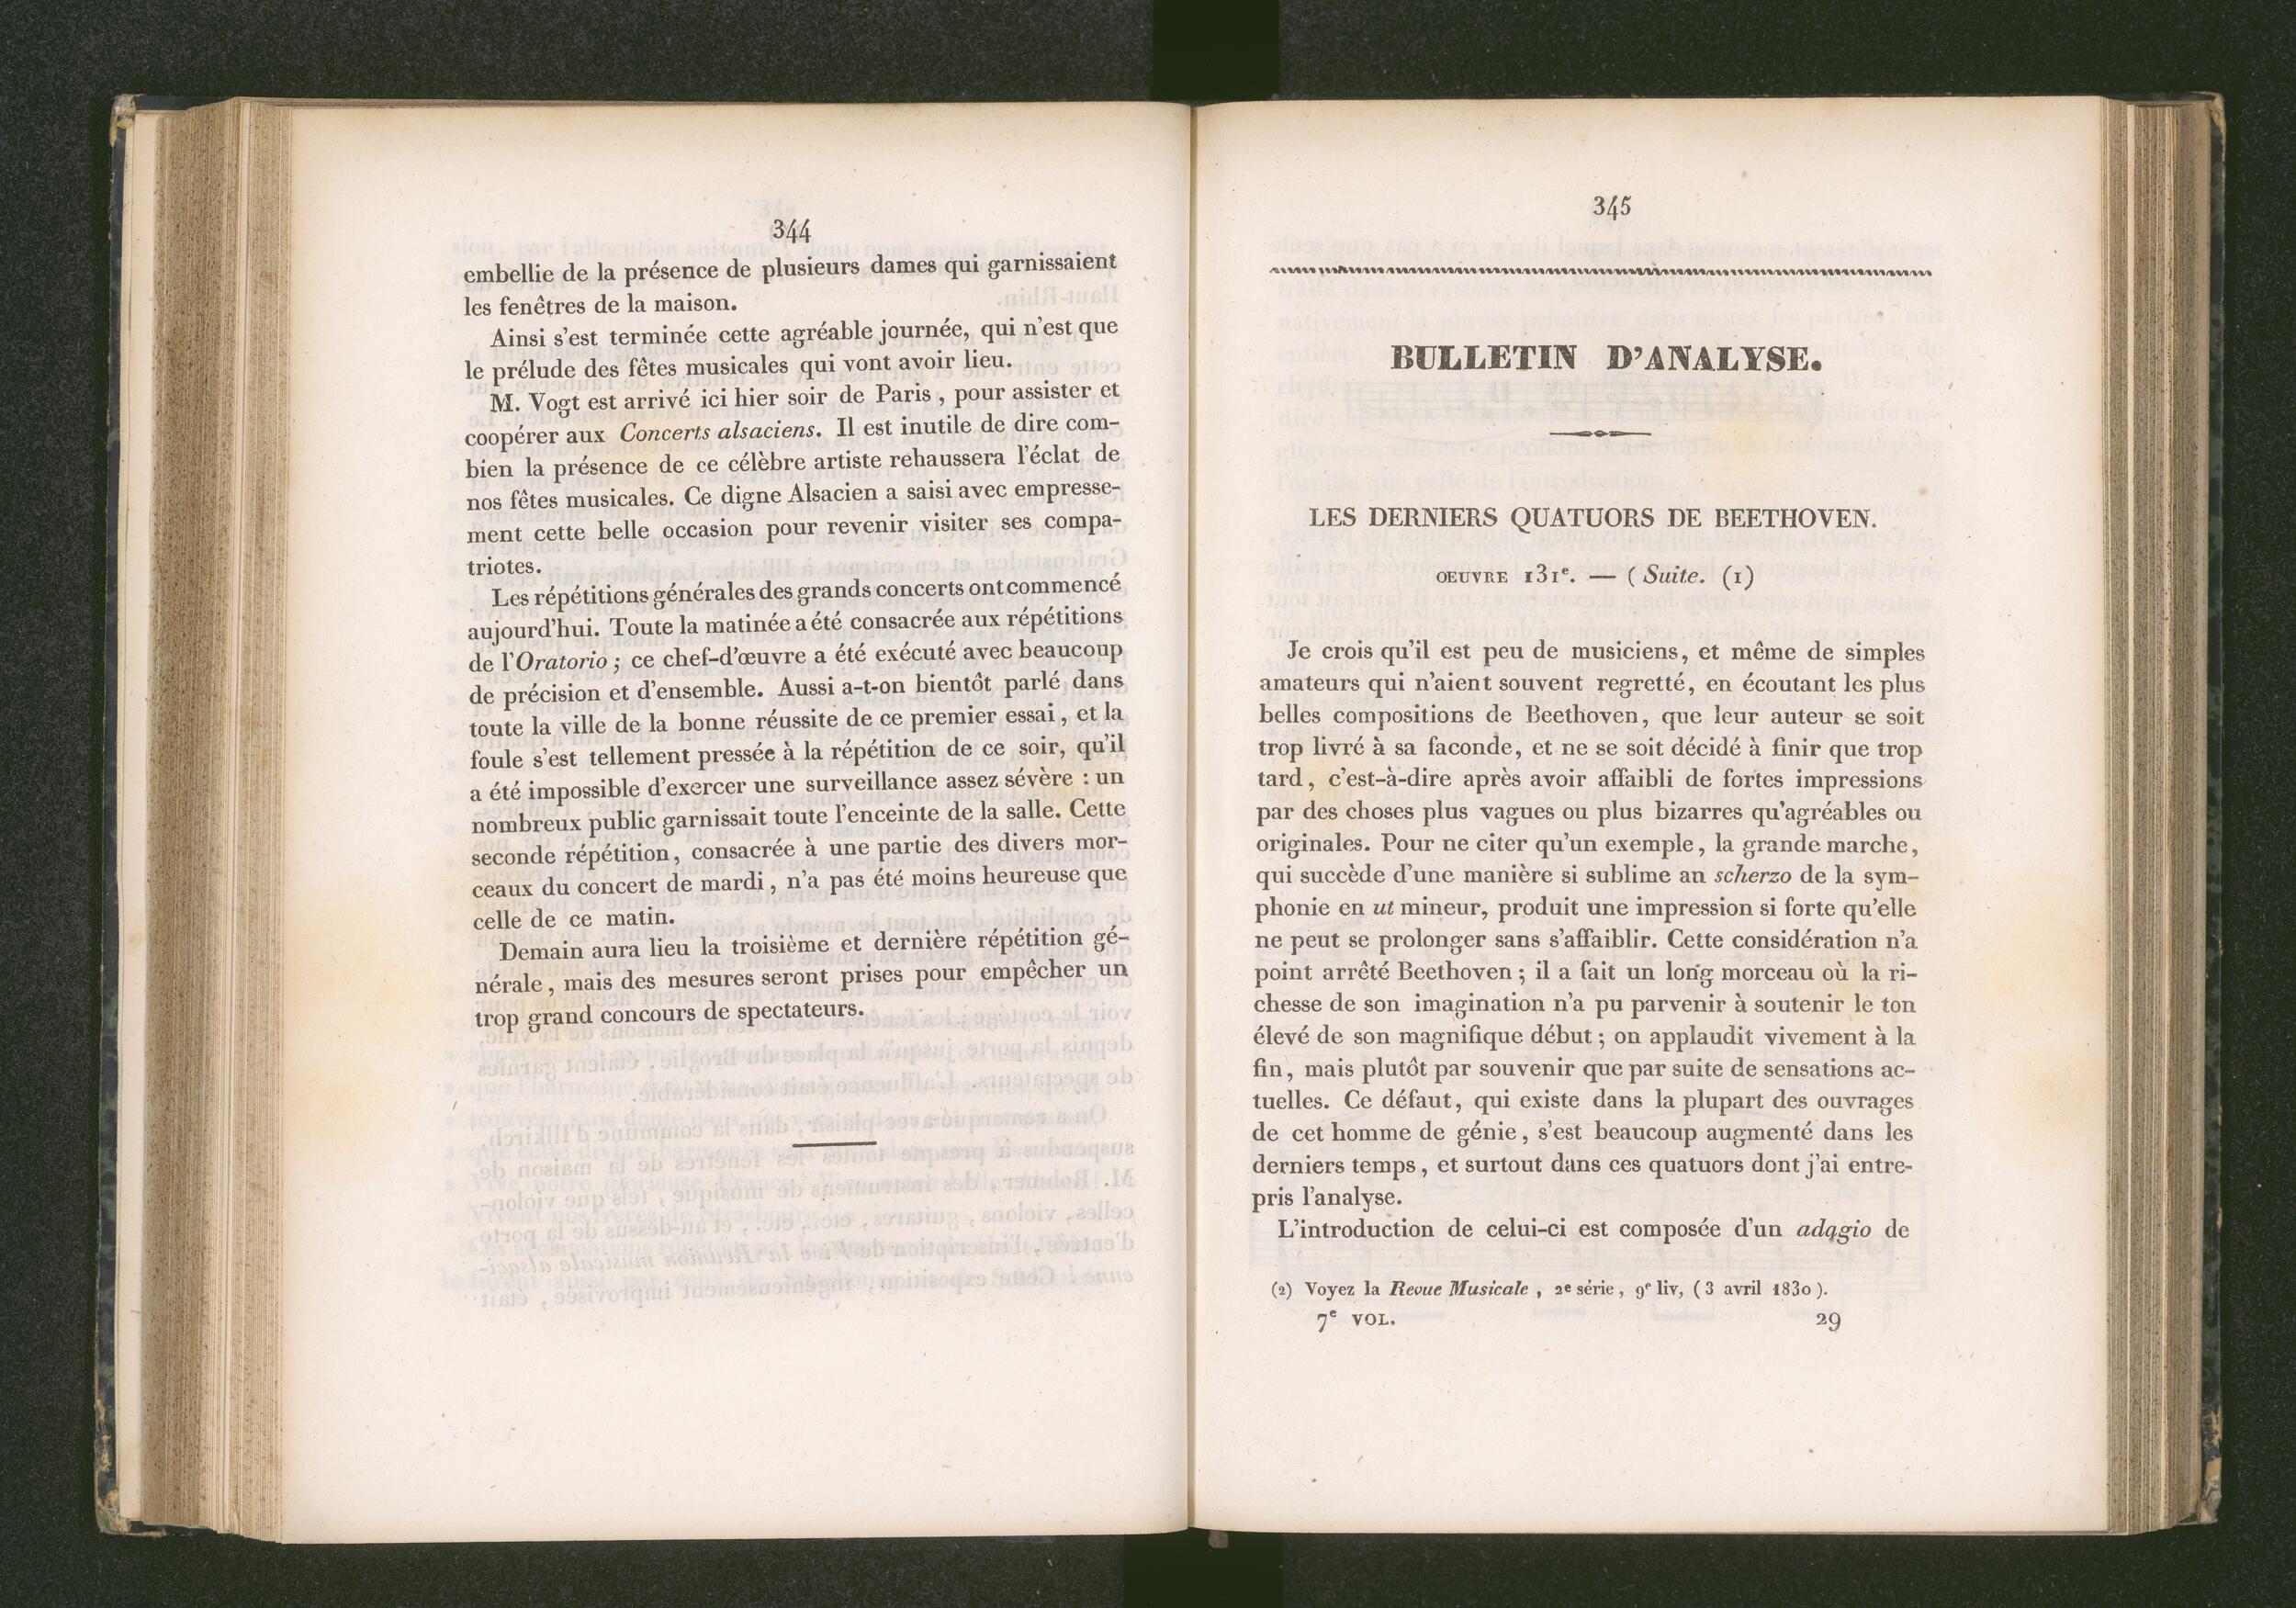 344
embellie de la présence de plusieurs dames qui garnissaient
les fenêtres de la maison.
Ainsi s'est terminée cette agréable journée, qui n'est que
le prélude des fêtes musicales qui vont avoir lieu.
M. Vogt est arrivé ici hier soir de Paris, pour assister et
coopérer aux Concerts alsaciens. Il est inutile de dire com-
bien la présence de ce célèbre artiste rehaussera l'éclat de
nos fêtes musicales. Ce digne Alsacien a saisi avec empresse-
ment cette belle occasion pour revenir visiter ses compa-
triotes.
Les répétitions générales des grands concerts ont commencé
aujourd'hui. Toute la matinée a été consacrée aux répétitions
de l'Oratorio; ce chef-d'œuvre a été exécuté avec beaucoup
de précision et d'ensemble. Aussi a-t-on bientôt parlé dans
toute la ville de la bonne réussite de ce premier essai, et la
foule s'est tellement pressée à la répétition de ce soir, qu'il
a été impossible d'exercer une surveillance assez sévère : un
nombreux public garnissait toute l'enceinte de la salle. Cette
seconde répétition, consacrée à une partie des divers mor-
ceaux du concert de mardi, n'a pas été moins heureuse que
celle de ce matin.
Demain aura lieu la troisième et dernière répétition gé-
nérale, mais des mesures seront prises pour empêcher un
trop grand concours de spectateurs.
345
BULLETIN D'ANALYSE.
LES DERNIERS QUATUORS DE BEETHOVEN.
OEUVRE 131e. — (Suite. (1)
Je crois qu'il est peu de musiciens, et même de simples
amateurs qui n'aient souvent regretté, en écoutant les plus
belles compositions de Beethoven, que leur auteur se soit
trop livré à sa faconde, et ne se soit décidé à finir que trop
tard, c'est-à-dire après avoir affaibli de fortes impressions
par des choses plus vagues ou plus bizarres qu'agréables ou
originales. Pour ne citer qu'un exemple, la grande marche,
qui succède d'une manière si sublime au scherzo de la sym-
phonie en ut mineur, produit une impression si forte qu'elle
ne peut se prolonger sans s'affaiblir. Cette considération n'a
point arrêté Beethoven; il a fait un long morceau où la ri-
chesse de son imagination n'a pu parvenir à soutenir le ton
élevé de son magnifique début; on applaudit vivement à la
fin, mais plutôt par souvenir que par suite de sensations ac-
tuelles. Ce défaut, qui existe dans la plupart des ouvrages
de cet homme de génie, s'est beaucoup augmenté dans les
derniers temps, et surtout dans ces quatuors dont j'ai entre-
pris l'analyse.
L'introduction de celui-ci est composée d'un adagio de
(2) Voyez la Revue Musicale, 2e série, 9e liv, (3 avril 1830).
7e VOL. 29